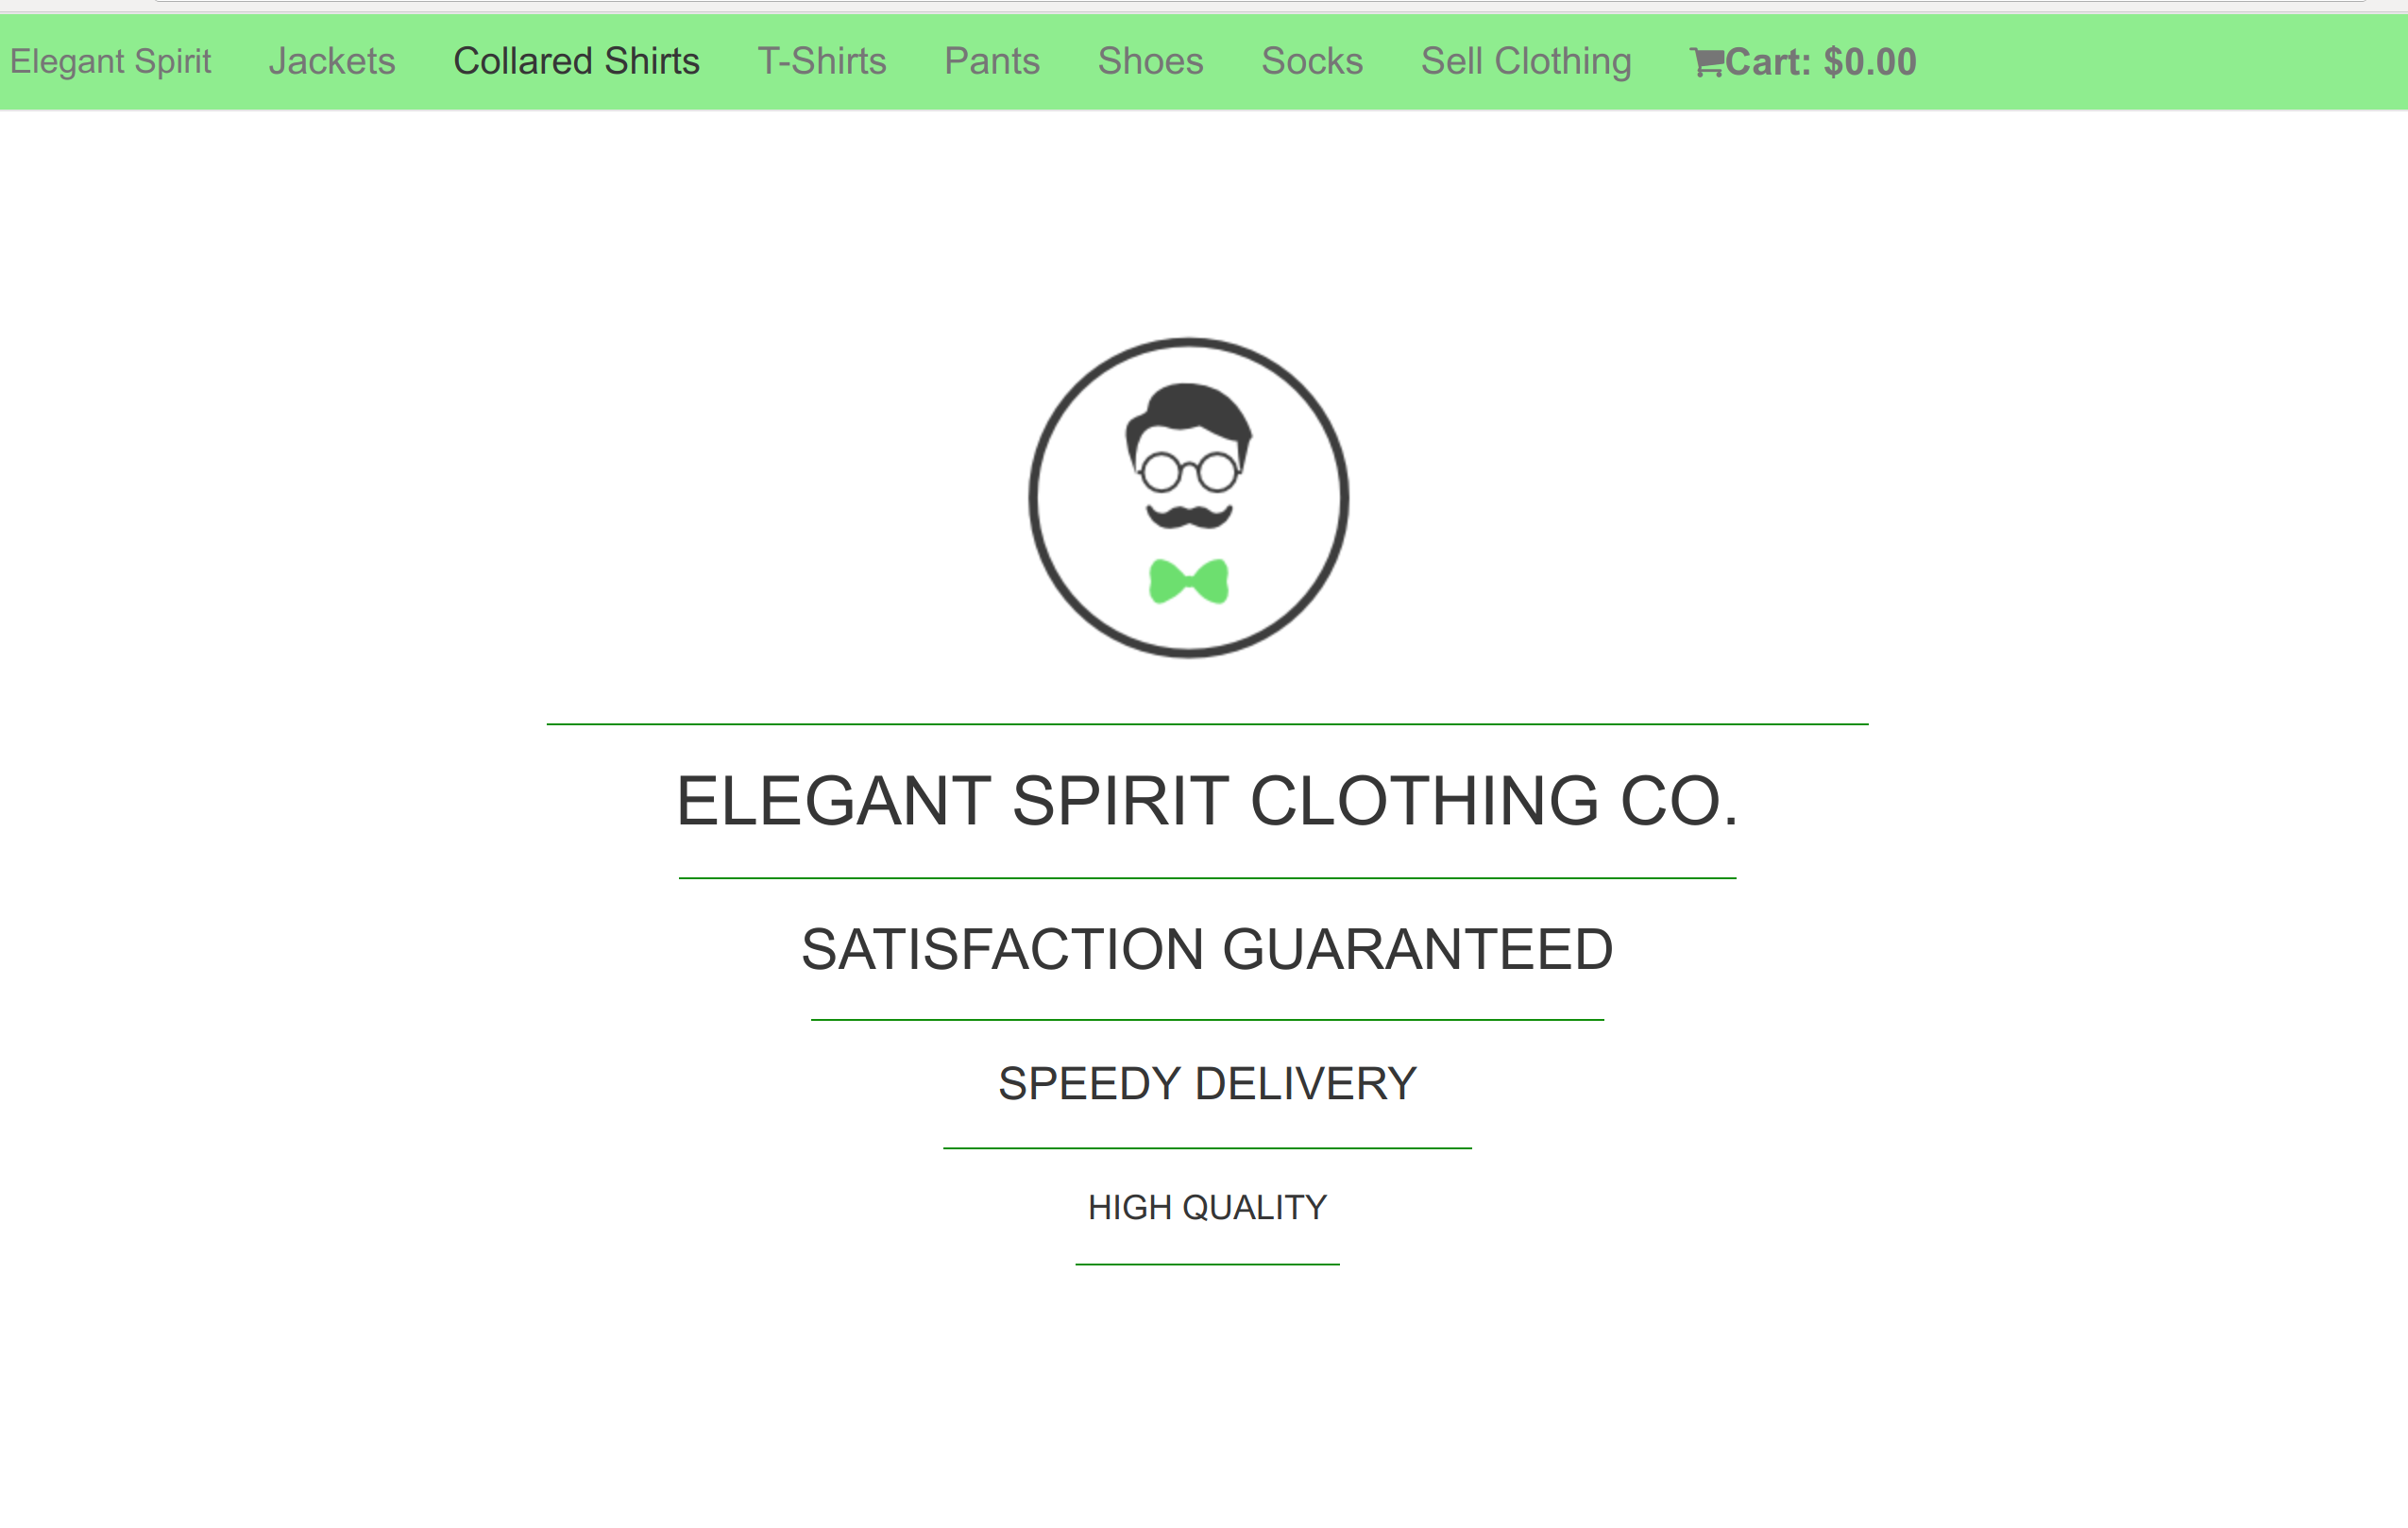 Elegant Spirit Jackets Collared Shirts T-Shirts Pants Shoes Socks Sell Clothing Cart: $0.00
ELEGANT SPIRIT CLOTHING CO.
SATISFACTION GUARANTEED
SPEEDY DELIVERY
HIGH QUALITY